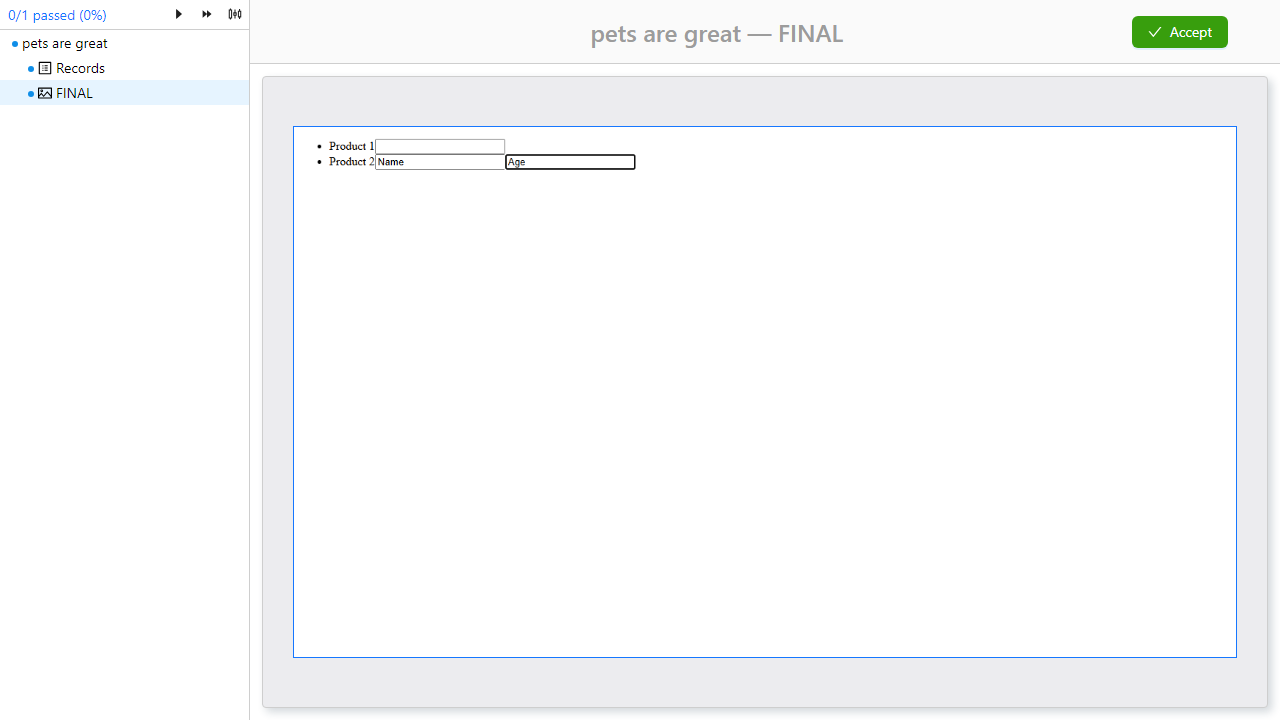 0/1 passed (0%)
pets are great
Records
FINAL
pets are great — FINAL
Accept
Product 1
Product 2 Name Age